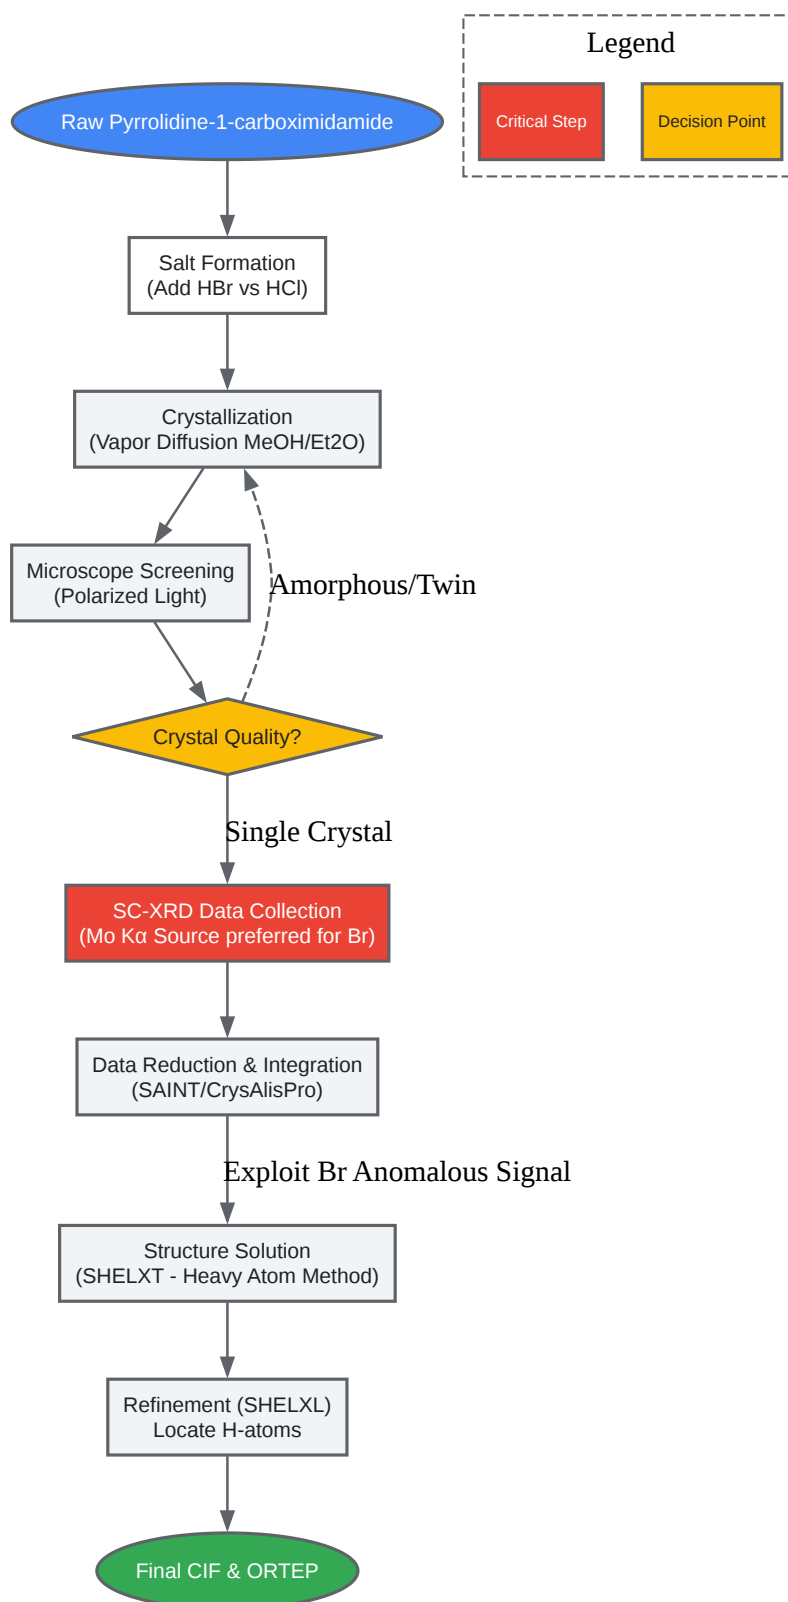 Legend
Critical Step
Decision Point
Raw Pyrrolidine-1-carboximidamide
Salt Formation
(Add HBr vs HCl)
Crystallization
(Vapor Diffusion MeOH/Et2O)
Microscope Screening
(Polarized Light)
Amorphous/Twin
Crystal Quality?
Single Crystal
SC-XRD Data Collection
(Mo Kα Source preferred for Br)
Data Reduction & Integration
(SAINT/CrysAlisPro)
Exploit Br Anomalous Signal
Structure Solution
(SHELXT - Heavy Atom Method)
Refinement (SHELXL)
Locate H-atoms
Final CIF & ORTEP